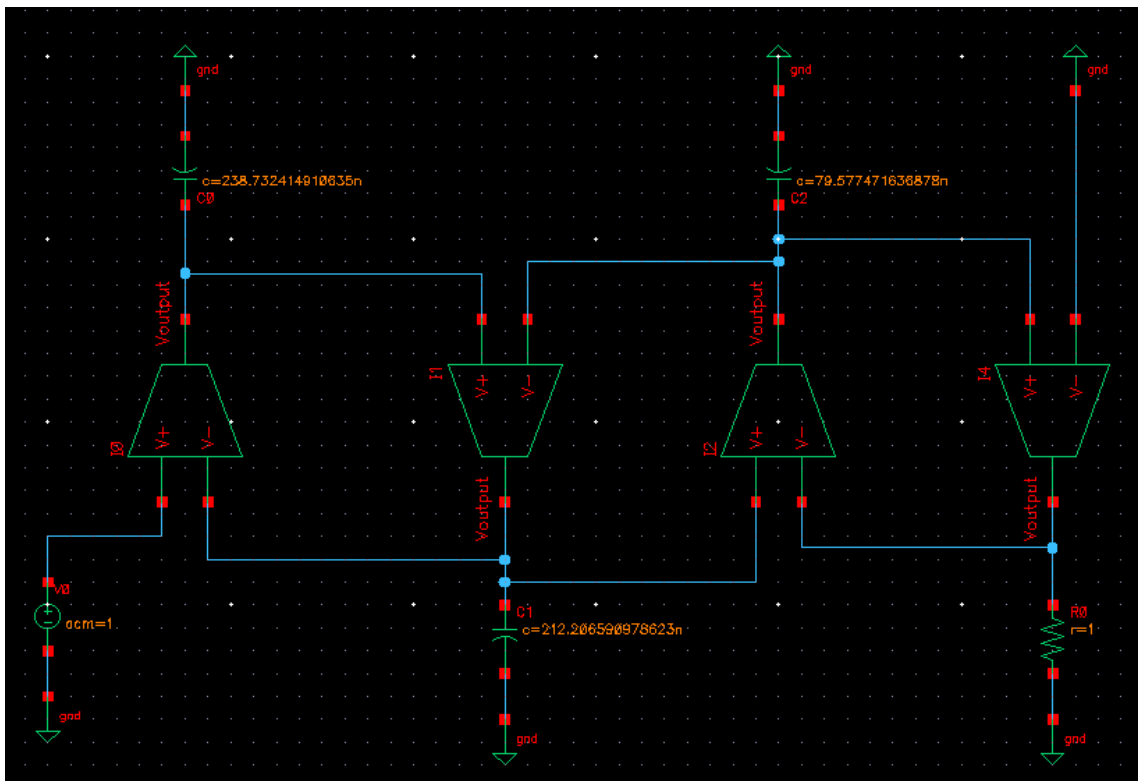 gnd
gnd
gnd
c=238.732414910635n
C0
c=79.577471636878n
C2
Voutput
Voutput
I1
V+
V-
I4
V+
V-
I0
V+
V-
I2
V+
V-
Voutput
Voutput
V0
acm=1
gnd
C1
c=212.206590978623n
gnd
R0
r=1
gnd